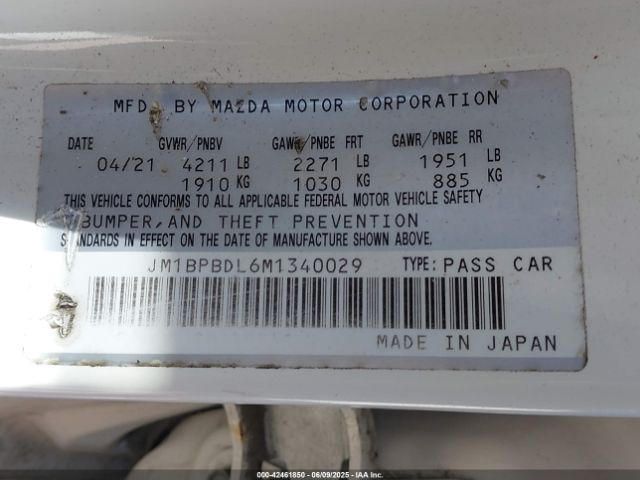 MFD. BY MAZDA MOTOR CORPORATION
DATE GVWR/PNBV GAWR/PNBE FRT GAWR/PNBE RR
04/21 4211 LB 2271 LB 1951 LB
1910 KG 1030 KG 885 KG
THIS VEHICLE CONFORMS TO ALL APPLICABLE FEDERAL MOTOR VEHICLE SAFETY
,BUMPER,AND THEFT PREVENTION
STANDARDS IN EFFECT ON THE DATE OF MANUFACTURE SHOWN ABOVE.
JM1BPBDL6M1340029 TYPE: PASS CAR
MADE IN JAPAN
000-42461850 - 06/09/2025 - IAAI Inc.